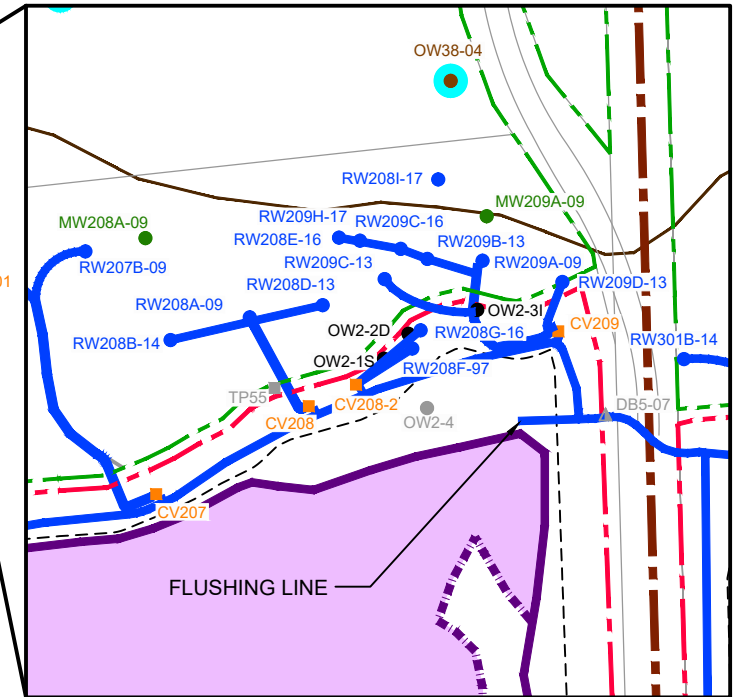 OW38-04
RW208I-17
MW209A-09
MW208A-09
RW209H-17
RW209C-16
RW208E-16
RW209B-13
RW207B-09
RW209C-13
RW209A-09
RW208D-13
RW209D-13
01
RW208A-09
OW2-3I
OW2-2D
RW208G-16
CV209
RW208B-14
RW301B-14
OW2-1S
RW208F-97
TP55
CV208-2
DB5-07
CV208
OW2-4
CV207
FLUSHING LINE